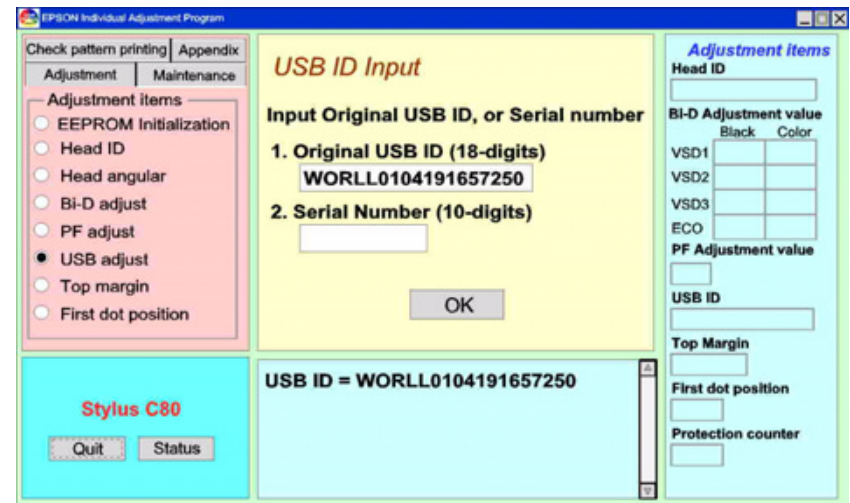 EPSON Individual Adjustment Program
Check pattern printing Appendix
Adjustment Maintenance
Adjustment items
EEPROM Initialization
Head ID
Head angular
Bi-D adjust
PF adjust
USB adjust
Top margin
First dot position
Stylus C80
Quit Status
USB ID Input
Input Original USB ID, or Serial number
1. Original USB ID (18-digits)
WORLL0104191657250
2. Serial Number (10-digits)
OK
USB ID = WORLL0104191657250
Adjustment items
Head ID
BI-D Adjustment value
Black Color
VSD1
VSD2
VSD3
ECO
PF Adjustment value
USB ID
Top Margin
First dot position
Protection counter